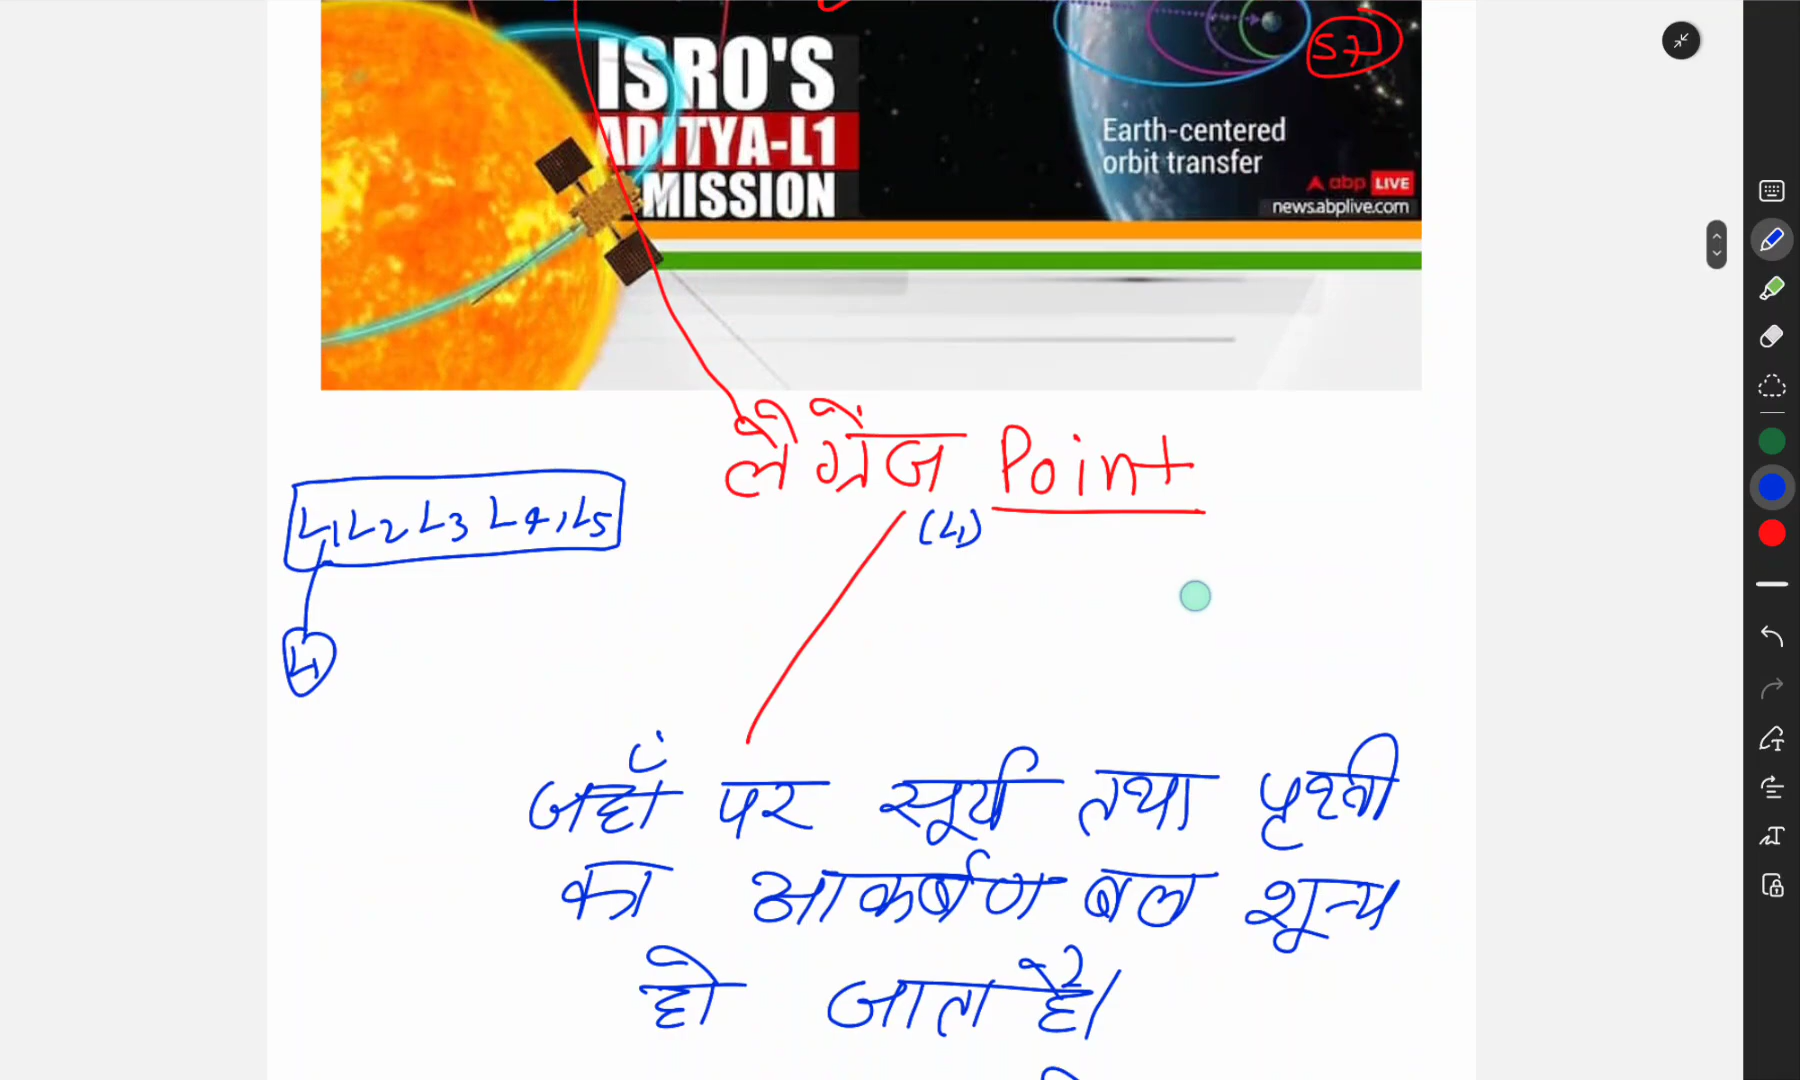 C57
ISRO'S
ADITYA-L1
MISSION
Earth-centered
orbit transfer
abp LIVE
news.abplive.com
लैग्रेंज Point
(L1)
L1 L2 L3 L4, L5
L1
जहाँ पर सूर्य तथा पृथ्वी
का आकर्षण बल शून्य
हो जाता है।